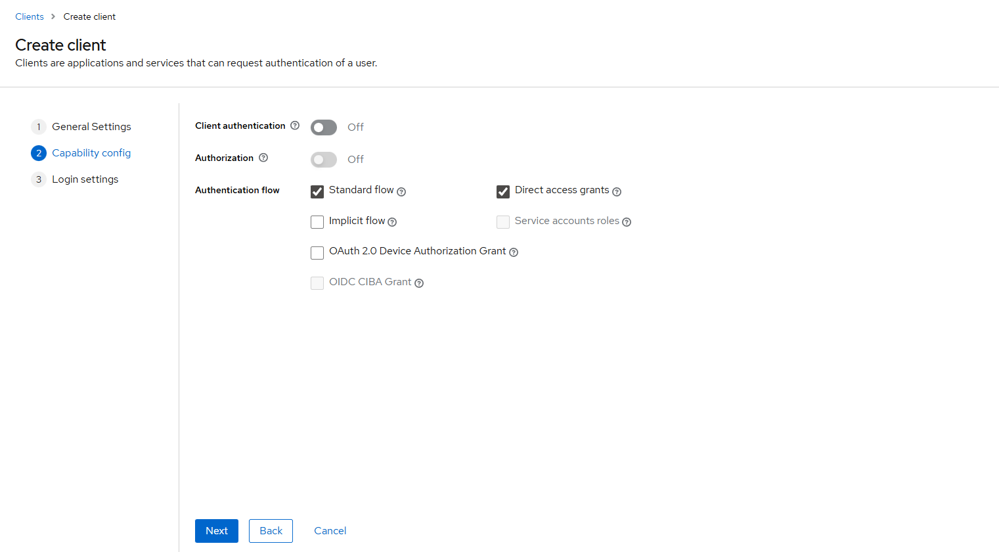 Clients > Create client
Create client
Clients are applications and services that can request authentication of a user.
1 General Settings
2 Capability config
3 Login settings
Client authentication ? Off
Authorization ? Off
Authentication flow
Standard flow ? Direct access grants ?
Implicit flow ? Service accounts roles ?
OAuth 2.0 Device Authorization Grant ?
OIDC CIBA Grant ?
Next Back Cancel